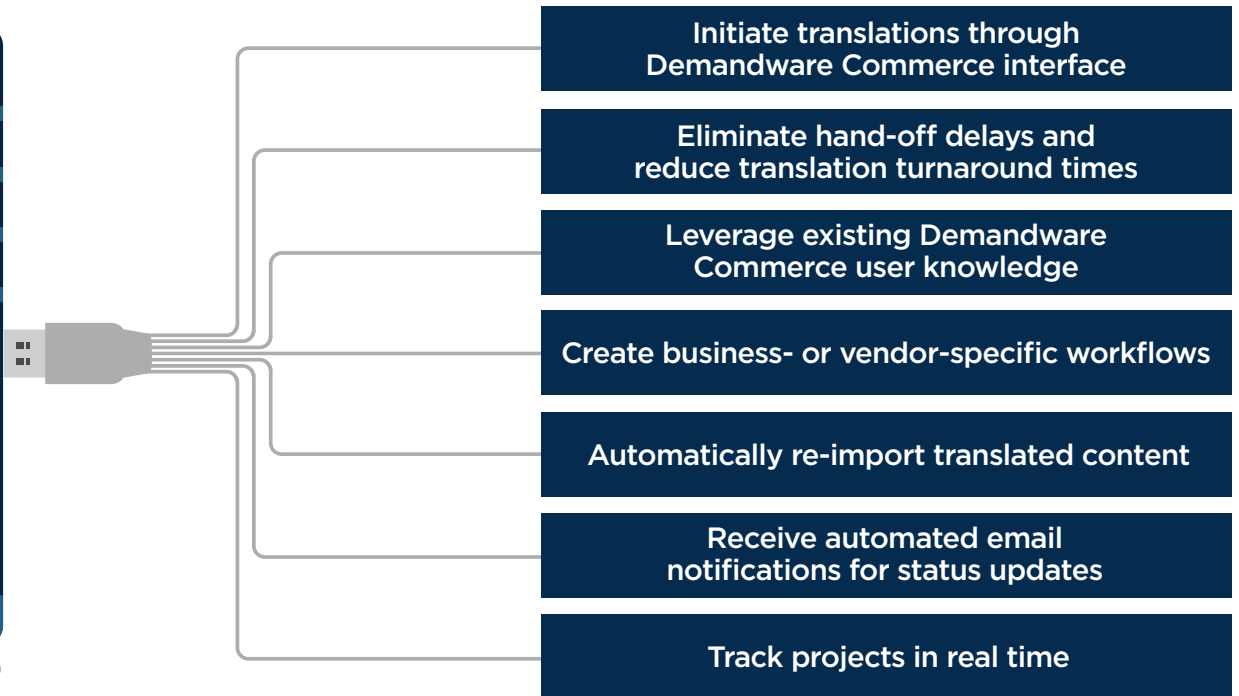 Initiate translations through
Demandware Commerce interface
Eliminate hand-off delays and
reduce translation turnaround times
Leverage existing Demandware
Commerce user knowledge
Create business- or vendor-specific workflows
Automatically re-import translated content
Receive automated email
notifications for status updates
Track projects in real time